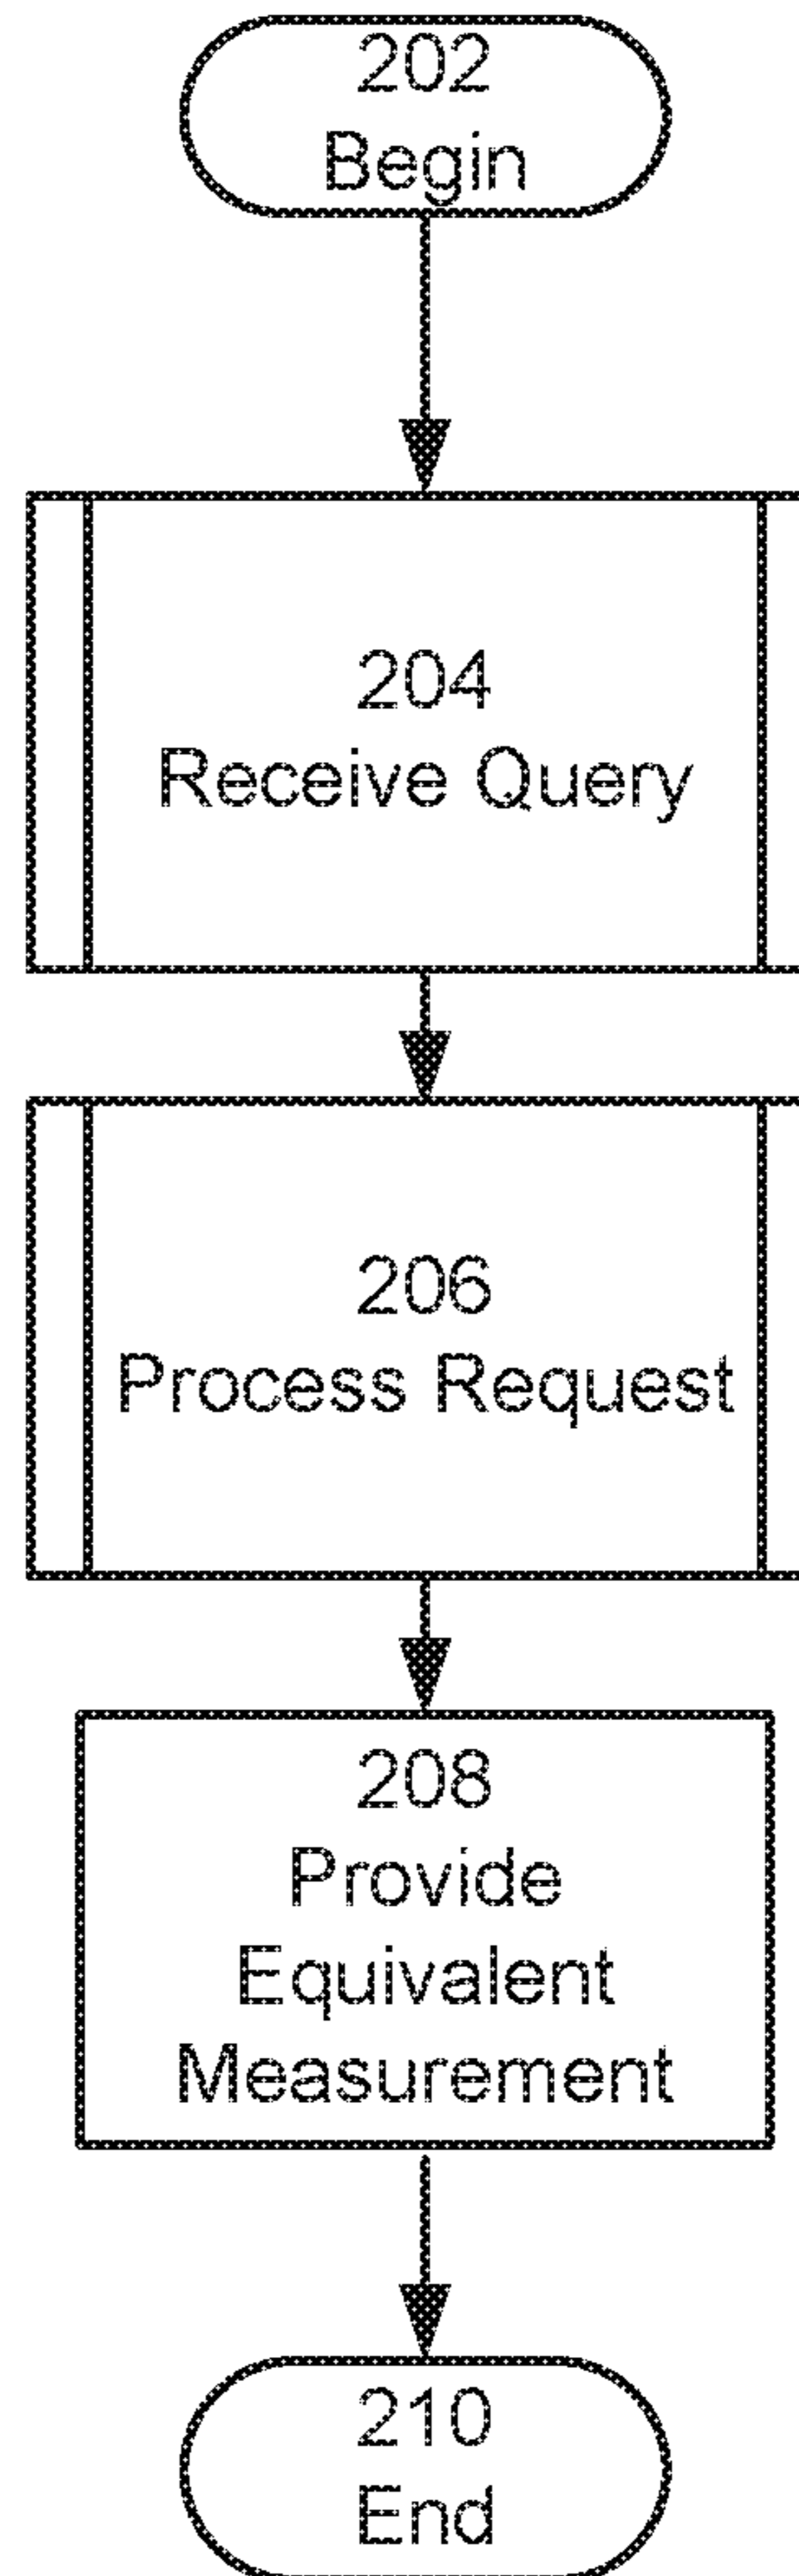 202
Begin
204
Receive Query
206
Process Request
208
Provide
Equivalent
Measurement
210
End